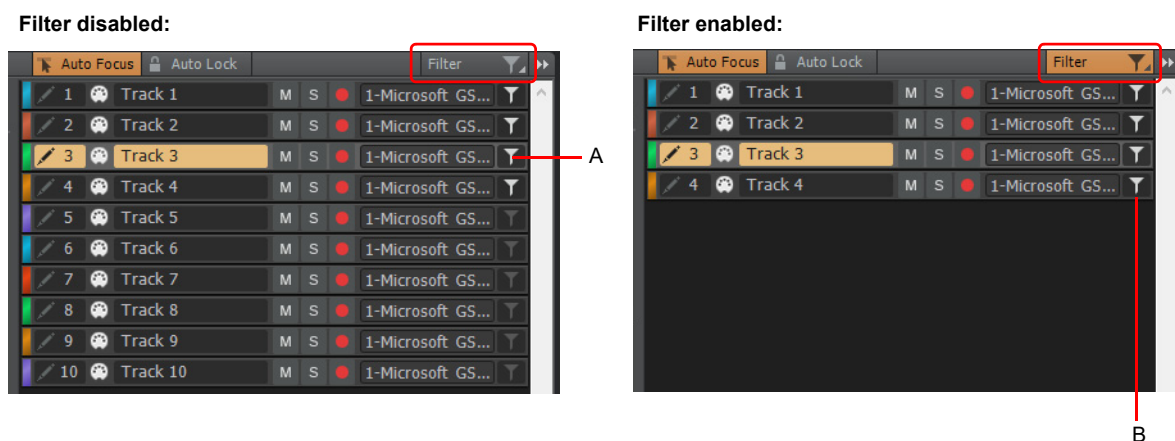 Filter disabled:
Auto Focus Auto Lock Filter
1 Track 1 M S 1-Microsoft GS...
2 Track 2 M S 1-Microsoft GS...
3 Track 3 M S 1-Microsoft GS...
A
4 Track 4 M S 1-Microsoft GS...
5 Track 5 M S 1-Microsoft GS...
6 Track 6 M S 1-Microsoft GS...
7 Track 7 M S 1-Microsoft GS...
8 Track 8 M S 1-Microsoft GS...
9 Track 9 M S 1-Microsoft GS...
10 Track 10 M S 1-Microsoft GS...
Filter enabled:
Auto Focus Auto Lock Filter
1 Track 1 M S 1-Microsoft GS...
2 Track 2 M S 1-Microsoft GS...
3 Track 3 M S 1-Microsoft GS...
4 Track 4 M S 1-Microsoft GS...
B